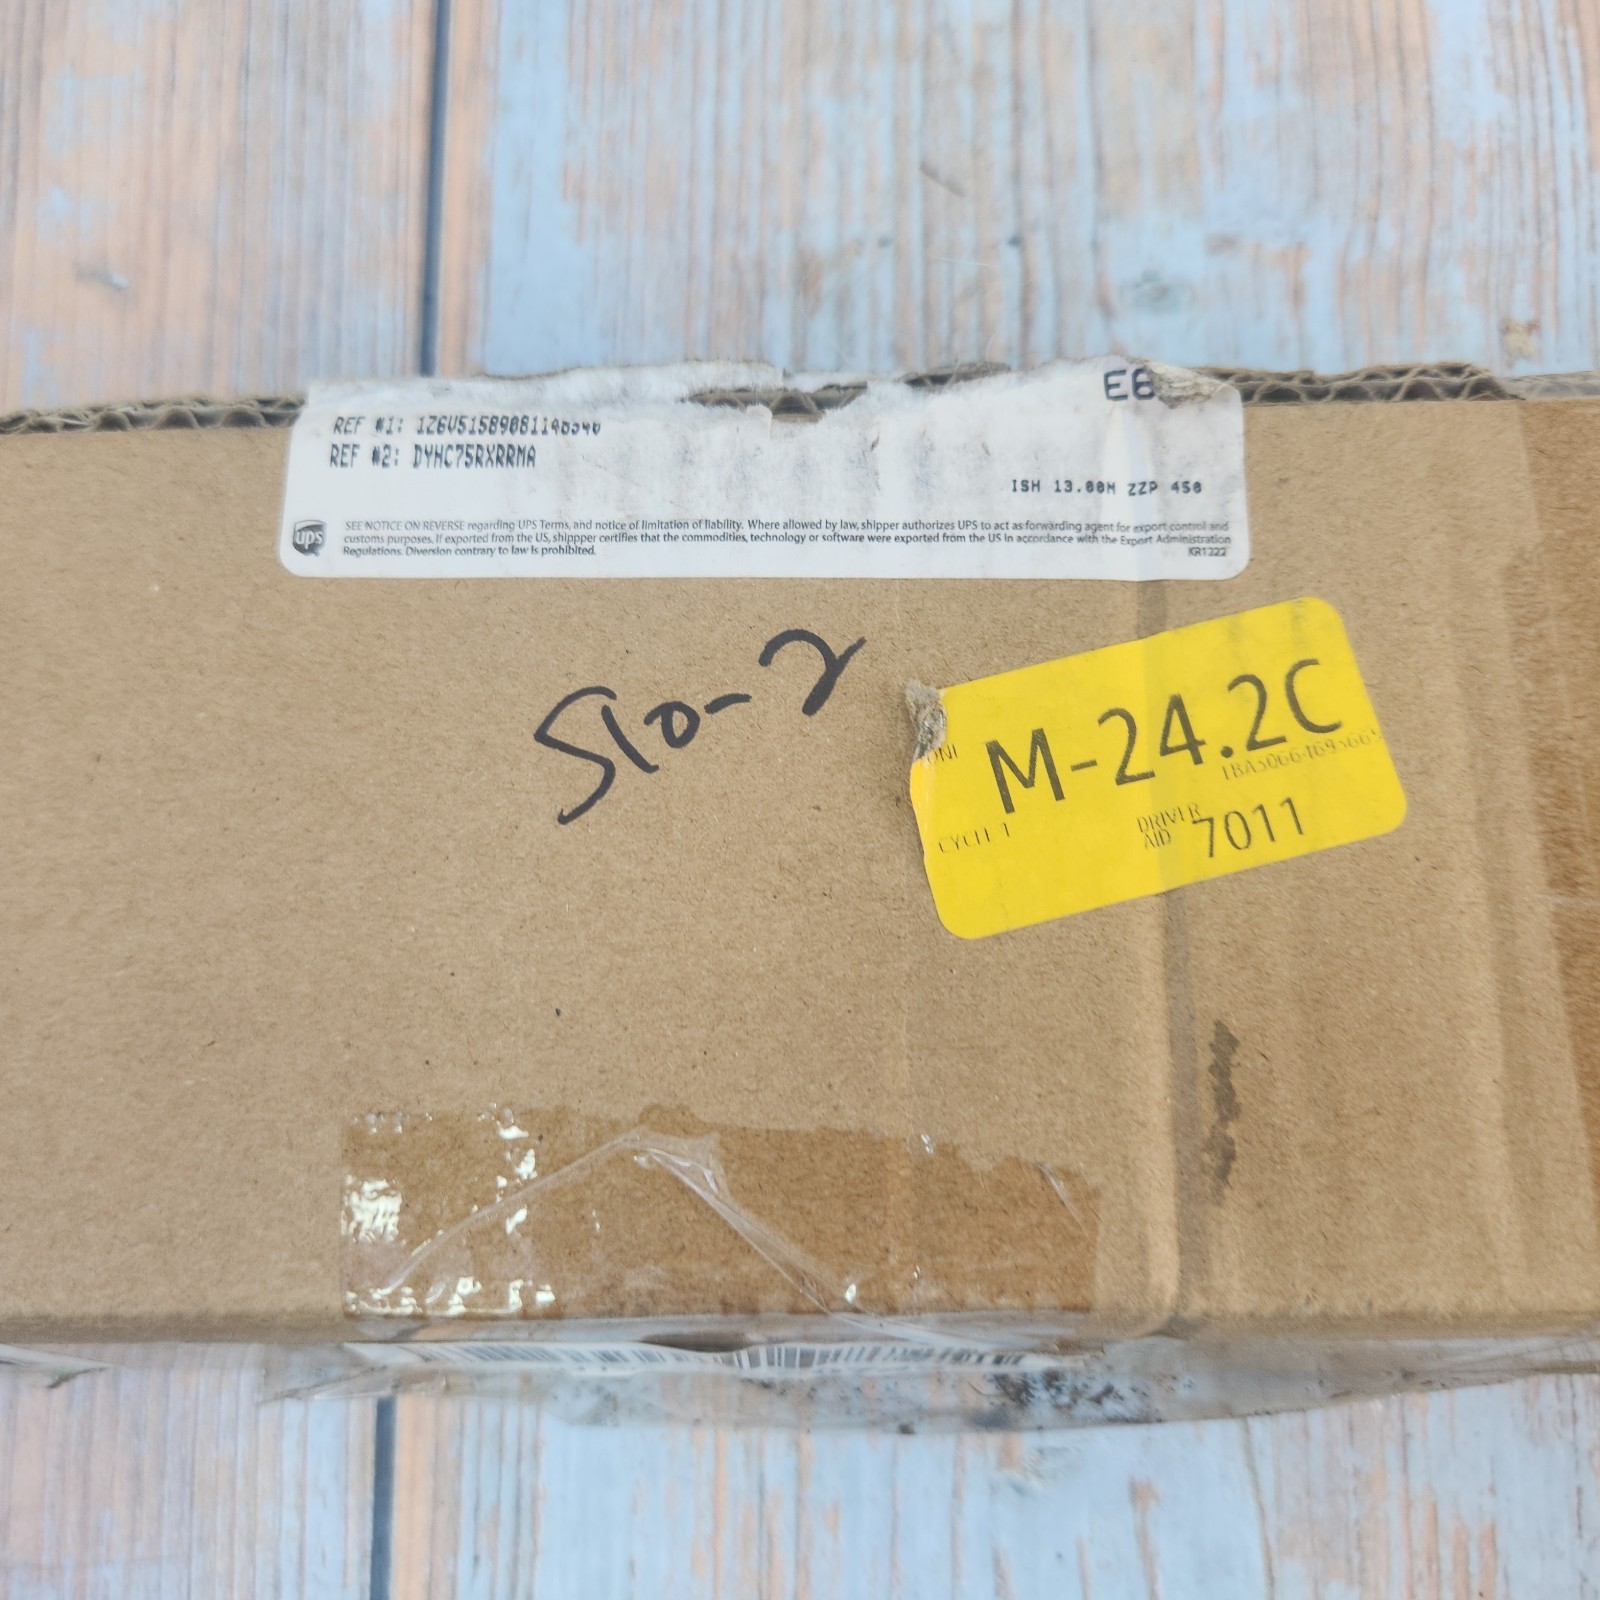 E6
REF #1:
REF #2: DYHC75RXRRMA
ISH 13.00M ZZP 450
ups
SEE NOTICE ON REVERSE regarding UPS Terms, and notice of limitation of liability. Where allowed by law, shipper authorizes UPS to act as forwarding agent for export control and
customs purposes. If exported from the US, shippper certifies that the commodities, technology or software were exported from the US in accordance with the Export Administration
Regulations. Diversion contrary to law is prohibited.
KR1222
510-2
M-24.2C
CYCLE 1
DRIVER
AID 7011